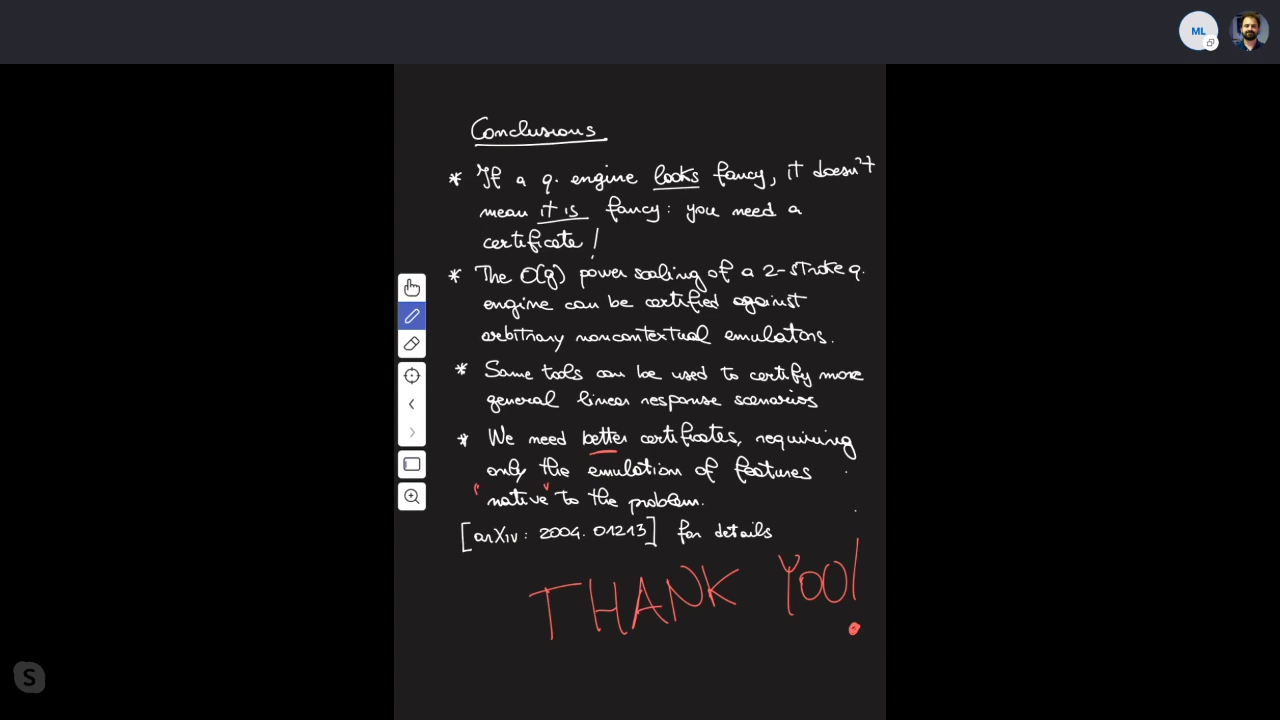 ML
Conclusions
* If a q. engine looks fancy, it doesn't
mean it is fancy: you need a
certificate!
* The O(g) power scaling of a 2-stroke q.
engine can be certified against
arbitrary noncontextual emulators.
* Same tools can be used to certify more
general linear response scenarios
* We need better certificates, requiring
only the emulation of features
"native" to the problem.
[arXiv: 2004.01213] for details
THANK YOU!
S